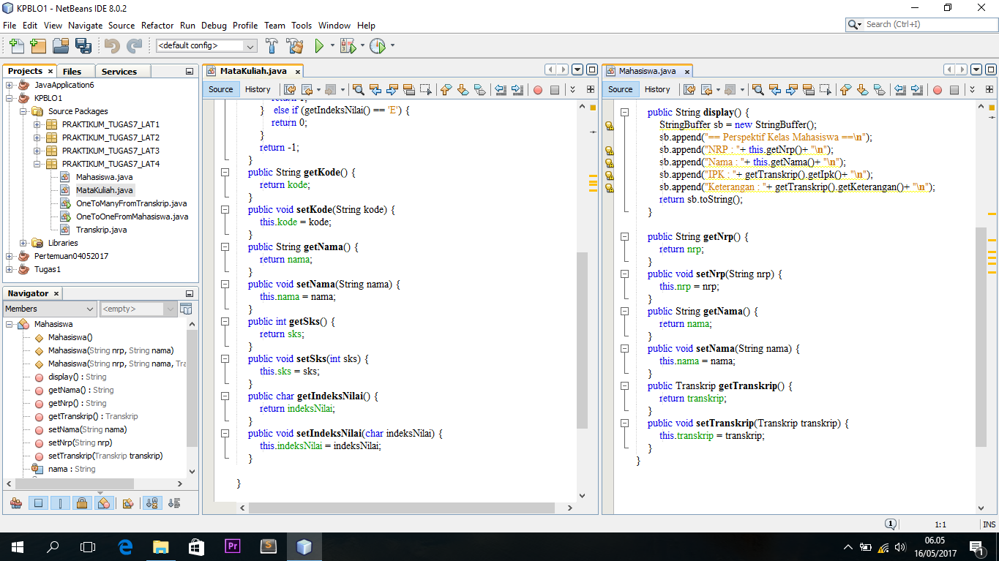 KPBLO1 - NetBeans IDE 8.0.2
File Edit View Navigate Source Refactor Run Debug Profile Team Tools Window Help
Search (Ctrl+I)
<default config>
Projects Files Services
JavaApplication6
KPBLO1
Source Packages
PRAKTIKUM_TUGAS7_LAT1
PRAKTIKUM_TUGAS7_LAT2
PRAKTIKUM_TUGAS7_LAT3
PRAKTIKUM_TUGAS7_LAT4
Mahasiswa.java
MataKuliah.java
OneToManyFromTranskrip.java
OneToOneFromMahasiswa.java
Transkrip.java
Libraries
Pertemuan04052017
Tugas1
Navigator
Members <empty>
Mahasiswa
Mahasiswa()
Mahasiswa(String nrp, String nama)
Mahasiswa(String nrp, String nama, Tra
display() : String
getNama() : String
getNrp() : String
getTranskrip() : Transkrip
setNama(String nama)
setNrp(String nrp)
setTranskrip(Transkrip transkrip)
nama : String
MataKuliah.java
Source History
return 1;
} else if (getIndeksNilai() == 'E') {
return 0;
}
return -1;
}
public String getKode() {
return kode;
}
public void setKode(String kode) {
this.kode = kode;
}
public String getNama() {
return nama;
}
public void setNama(String nama) {
this.nama = nama;
}
public int getSks() {
return sks;
}
public void setSks(int sks) {
this.sks = sks;
}
public char getIndeksNilai() {
return indeksNilai;
}
public void setIndeksNilai(char indeksNilai) {
this.indeksNilai = indeksNilai;
}
}
Mahasiswa.java
Source History
public String display() {
StringBuffer sb = new StringBuffer();
sb.append("== Perspektif Kelas Mahasiswa ==\n");
sb.append("NRP : "+ this.getNrp()+ "\n");
sb.append("Nama : "+ this.getNama()+ "\n");
sb.append("IPK : "+ getTranskrip().getIpk()+ "\n");
sb.append("Keterangan : "+ getTranskrip().getKeterangan()+ "\n");
return sb.toString();
}
public String getNrp() {
return nrp;
}
public void setNrp(String nrp) {
this.nrp = nrp;
}
public String getNama() {
return nama;
}
public void setNama(String nama) {
this.nama = nama;
}
public Transkrip getTranskrip() {
return transkrip;
}
public void setTranskrip(Transkrip transkrip) {
this.transkrip = transkrip;
}
}
1 1:1 INS
Pr S 06.05
16/05/2017 1